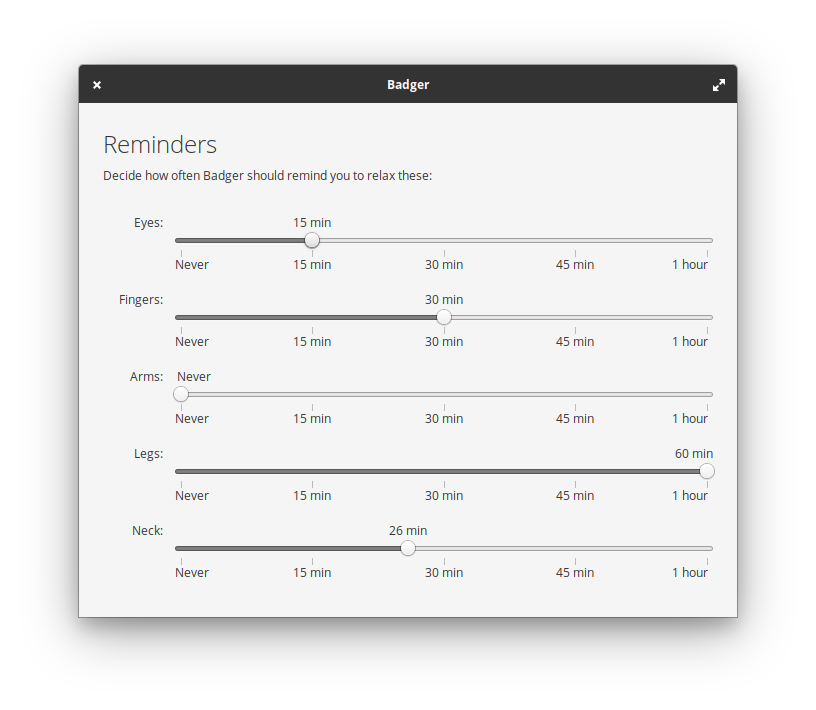 Badger
Reminders
Decide how often Badger should remind you to relax these:
Eyes: 15 min
Never 15 min 30 min 45 min 1 hour
Fingers: 30 min
Never 15 min 30 min 45 min 1 hour
Arms: Never
Never 15 min 30 min 45 min 1 hour
Legs: 60 min
Never 15 min 30 min 45 min 1 hour
Neck: 26 min
Never 15 min 30 min 45 min 1 hour